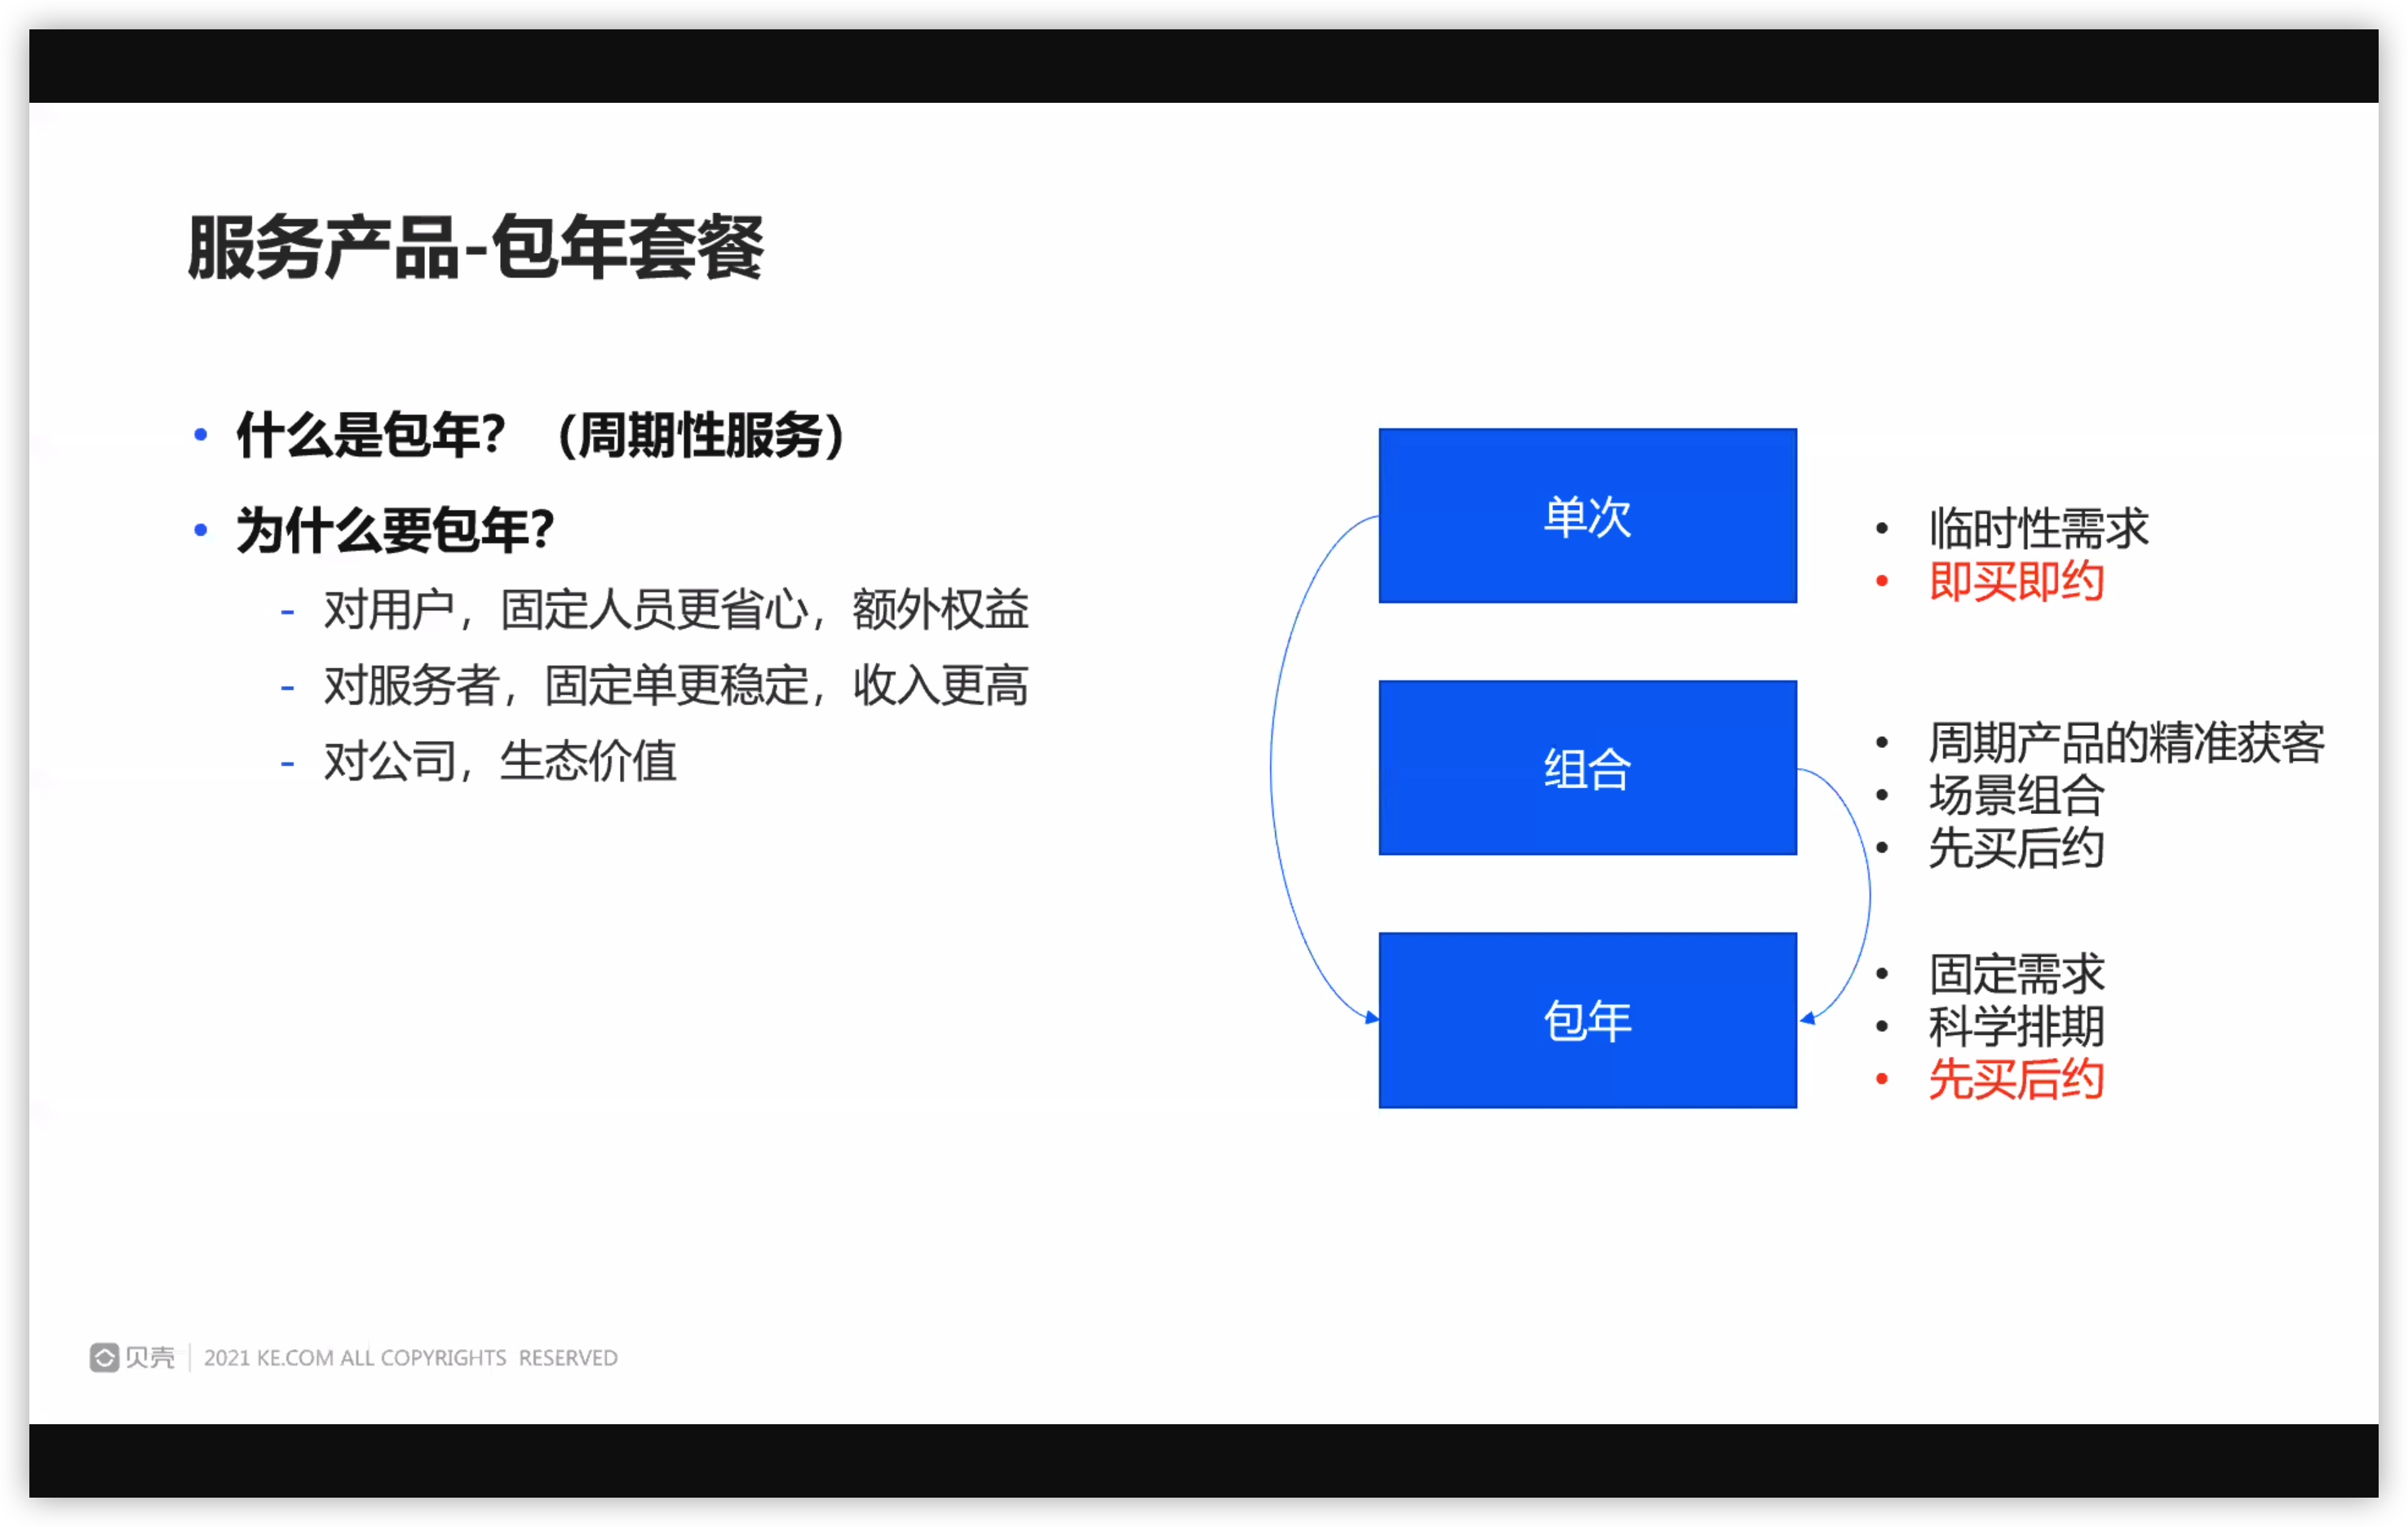 服务产品-包年套餐
什么是包年？（周期性服务）
为什么要包年？
- 对用户，固定人员更省心，额外权益
- 对服务者，固定单更稳定，收入更高
- 对公司，生态价值
单次
• 临时性需求
• 即买即约
组合
• 周期产品的精准获客
• 场景组合
• 先买后约
包年
• 固定需求
• 科学排期
• 先买后约
贝壳 | 2021 KE.COM ALL COPYRIGHTS RESERVED